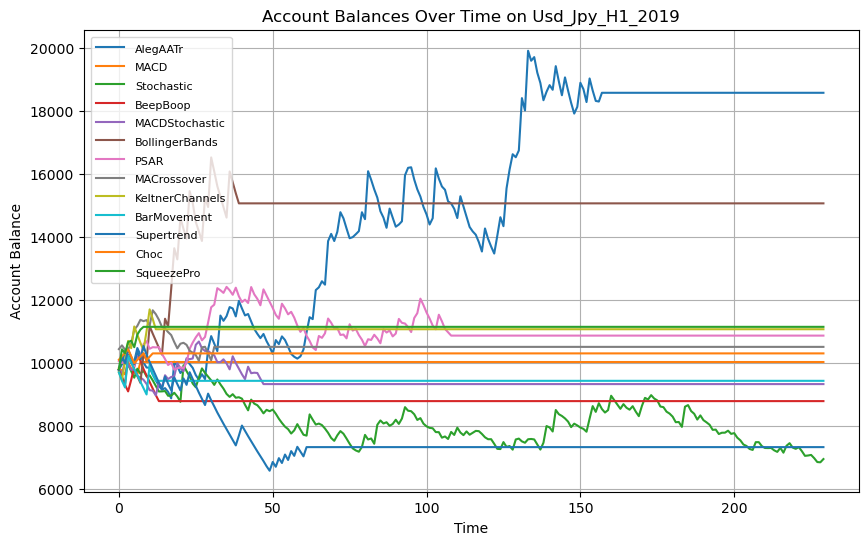 Account Balances Over Time on Usd_Jpy_H1_2019
20000
18000
16000
14000
12000
10000
8000
6000
Account Balance
AlegAATr
MACD
Stochastic
BeepBoop
MACDStochastic
BollingerBands
PSAR
MACrossover
KeltnerChannels
BarMovement
Supertrend
Choc
SqueezePro
0 50 100 150 200
Time